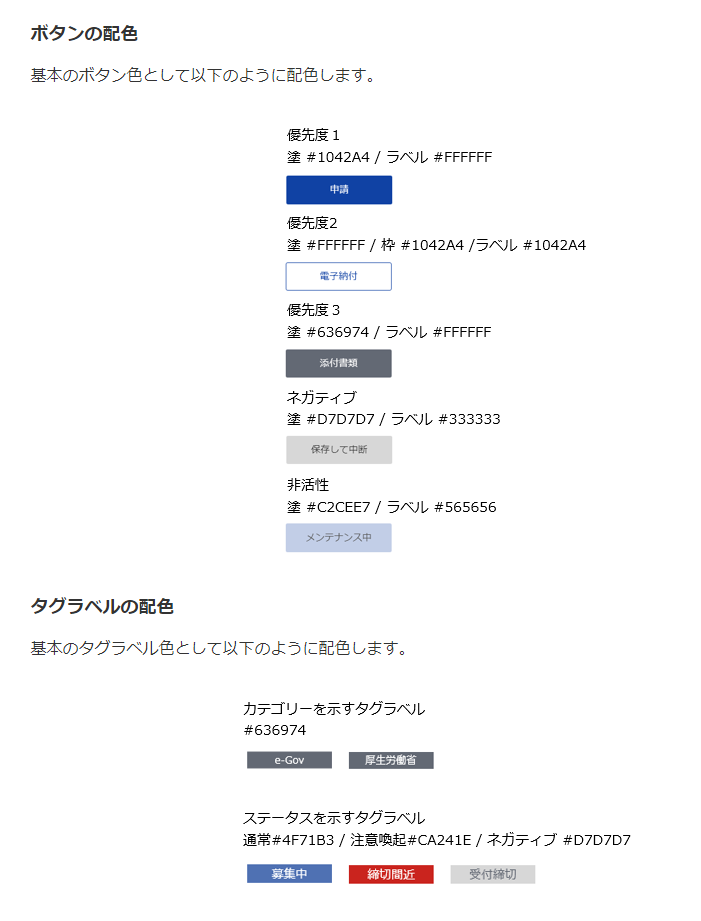 ボタンの配色
基本のボタン色として以下のように配色します。
優先度１
塗 #1042A4 / ラベル #FFFFFF
申請
優先度2
塗 #FFFFFF / 枠 #1042A4 /ラベル #1042A4
電子納付
優先度３
塗 #636974 / ラベル #FFFFFF
添付書類
ネガティブ
塗 #D7D7D7 / ラベル #333333
保存して中断
非活性
塗 #C2CEE7 / ラベル #565656
メンテナンス中
タグラベルの配色
基本のタグラベル色として以下のように配色します。
カテゴリーを示すタグラベル
#636974
e-Gov 厚生労働省
ステータスを示すタグラベル
通常#4F71B3 / 注意喚起#CA241E / ネガティブ #D7D7D7
募集中 締切間近 受付締切